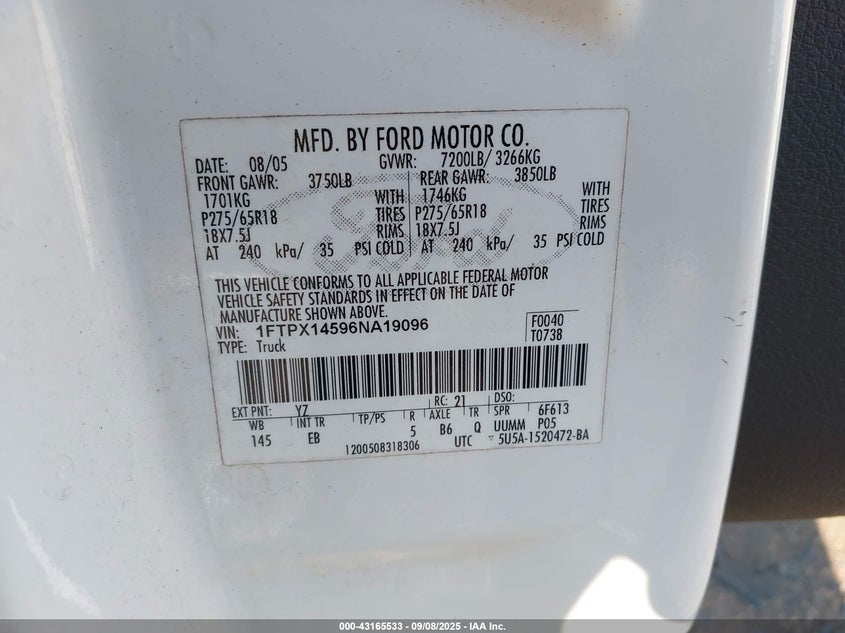 MFD. BY FORD MOTOR CO.
DATE: 08/05 GVWR: 7200LB/ 3266KG
FRONT GAWR: 3750LB REAR GAWR: 3850LB
1701KG WITH 1746KG WITH
P275/65R18 TIRES P275/65R18 TIRES
18X7.5J RIMS 18X7.5J RIMS
AT 240 kPa/ 35 PSI COLD AT 240 kPa/ 35 PSI COLD
Ford
THIS VEHICLE CONFORMS TO ALL APPLICABLE FEDERAL MOTOR
VEHICLE SAFETY STANDARDS IN EFFECT ON THE DATE OF
MANUFACTURE SHOWN ABOVE.
VIN: 1FTPX14596NA19096 F0040
TYPE: Truck T0738
EXT PNT: YZ RC: 21 DSO:
WB INT TR TP/PS R AXLE TR SPR 6F613
145 EB 5 B6 Q UUMM P05
1200508318306 UTC ▽ 5U5A-1520472-BA
000-43165533 - 09/08/2025 - IAA Inc.